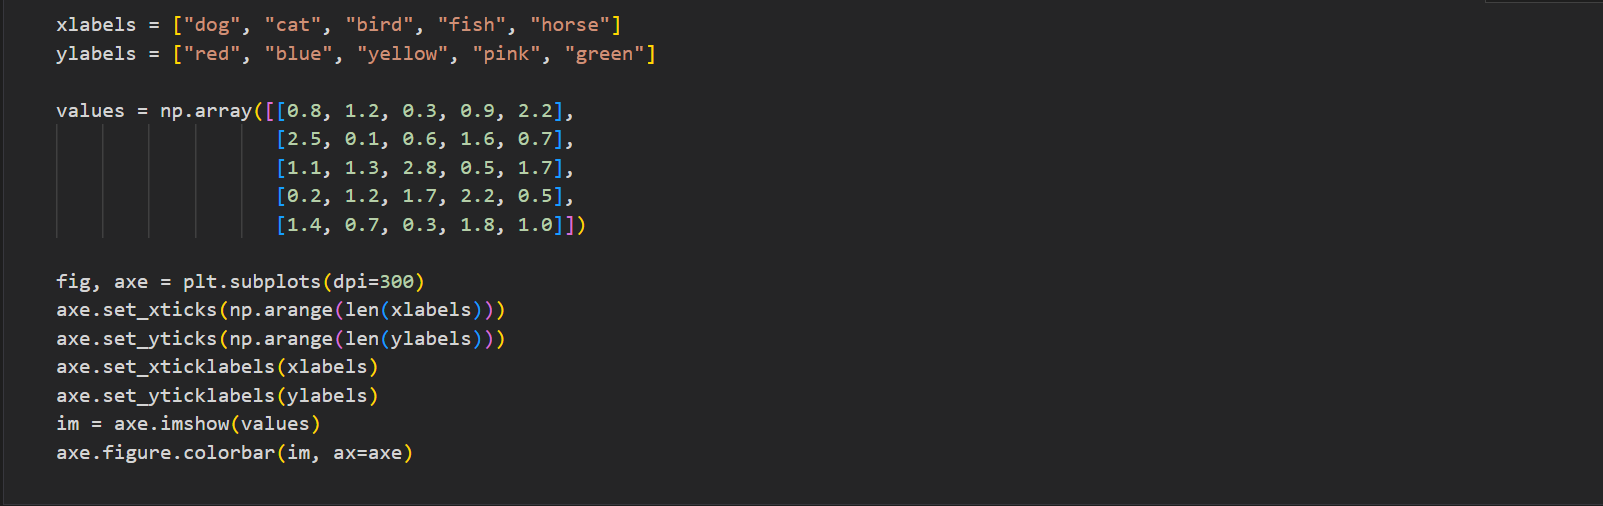 xlabels = ["dog", "cat", "bird", "fish", "horse"]
ylabels = ["red", "blue", "yellow", "pink", "green"]

values = np.array([[0.8, 1.2, 0.3, 0.9, 2.2],
                   [2.5, 0.1, 0.6, 1.6, 0.7],
                   [1.1, 1.3, 2.8, 0.5, 1.7],
                   [0.2, 1.2, 1.7, 2.2, 0.5],
                   [1.4, 0.7, 0.3, 1.8, 1.0]])

fig, axe = plt.subplots(dpi=300)
axe.set_xticks(np.arange(len(xlabels)))
axe.set_yticks(np.arange(len(ylabels)))
axe.set_xticklabels(xlabels)
axe.set_yticklabels(ylabels)
im = axe.imshow(values)
axe.figure.colorbar(im, ax=axe)